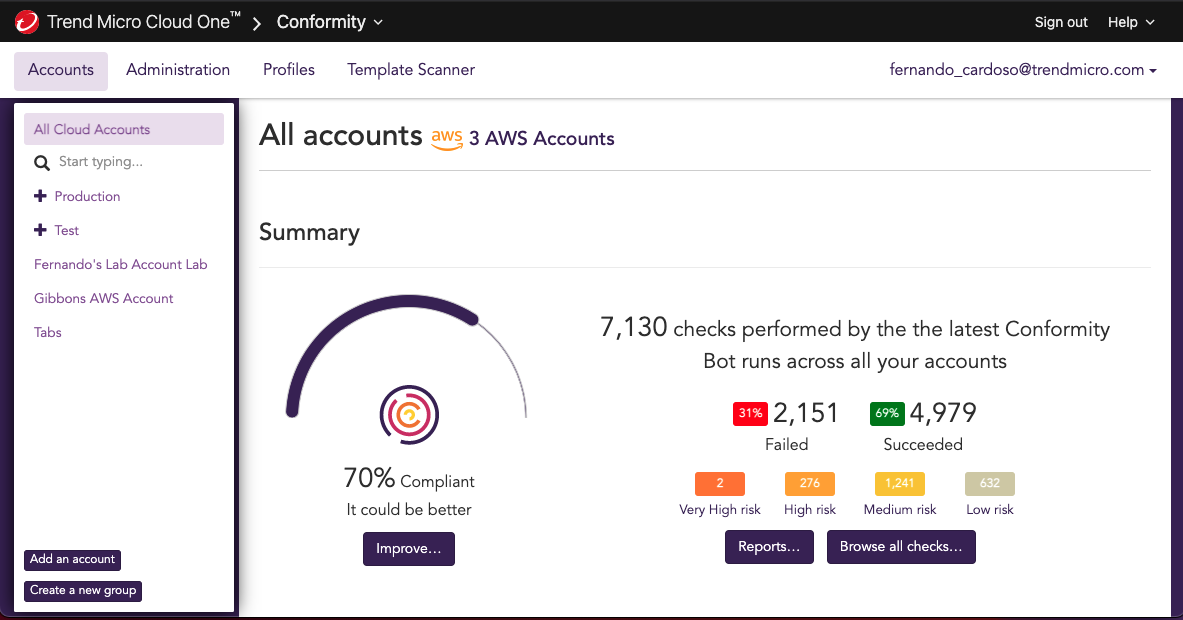 Trend Micro Cloud One™ Conformity
Sign out Help
Accounts Administration Profiles Template Scanner
fernando_cardoso@trendmicro.com
All Cloud Accounts
Start typing...
Production
Test
Fernando's Lab Account Lab
Gibbons AWS Account
Tabs
Add an account
Create a new group
All accounts aws 3 AWS Accounts
Summary
70% Compliant
It could be better
Improve…
7,130 checks performed by the the latest Conformity
Bot runs across all your accounts
31% 2,151 69% 4,979
Failed Succeeded
2 276 1,241 632
Very High risk High risk Medium risk Low risk
Reports… Browse all checks…